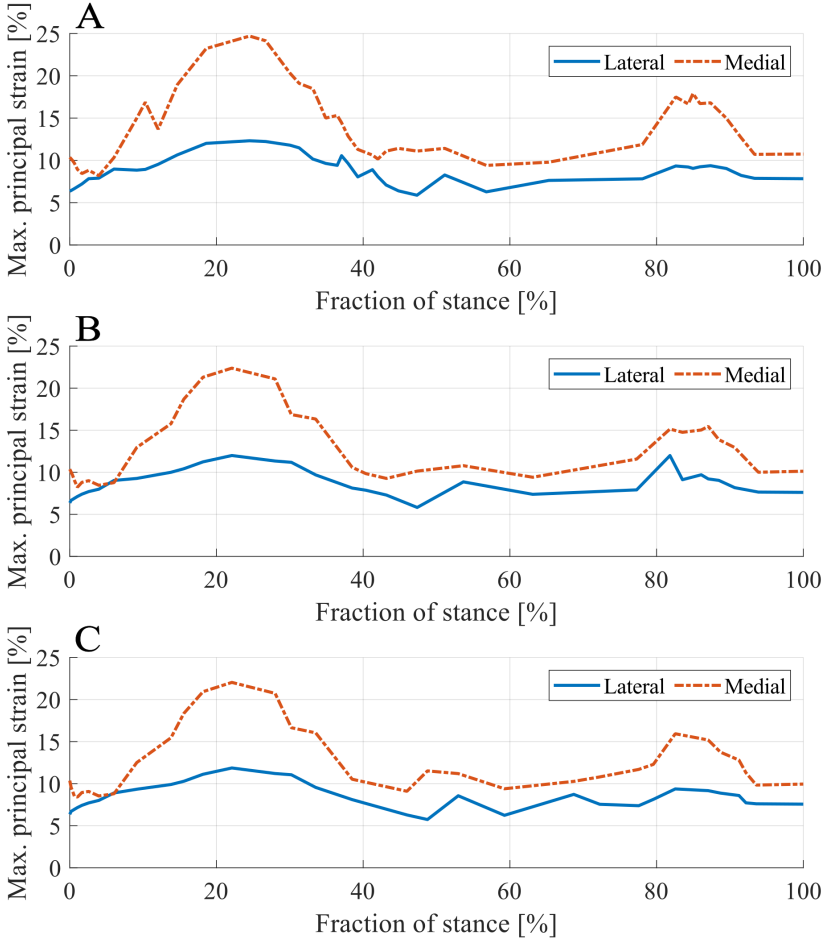 A
Max. principal strain [%]
25
20
15
10
5
0
Lateral Medial
0 20 40 60 80 100
Fraction of stance [%]
B
Max. principal strain [%]
25
20
15
10
5
0
Lateral Medial
0 20 40 60 80 100
Fraction of stance [%]
C
Max. principal strain [%]
25
20
15
10
5
0
Lateral Medial
0 20 40 60 80 100
Fraction of stance [%]